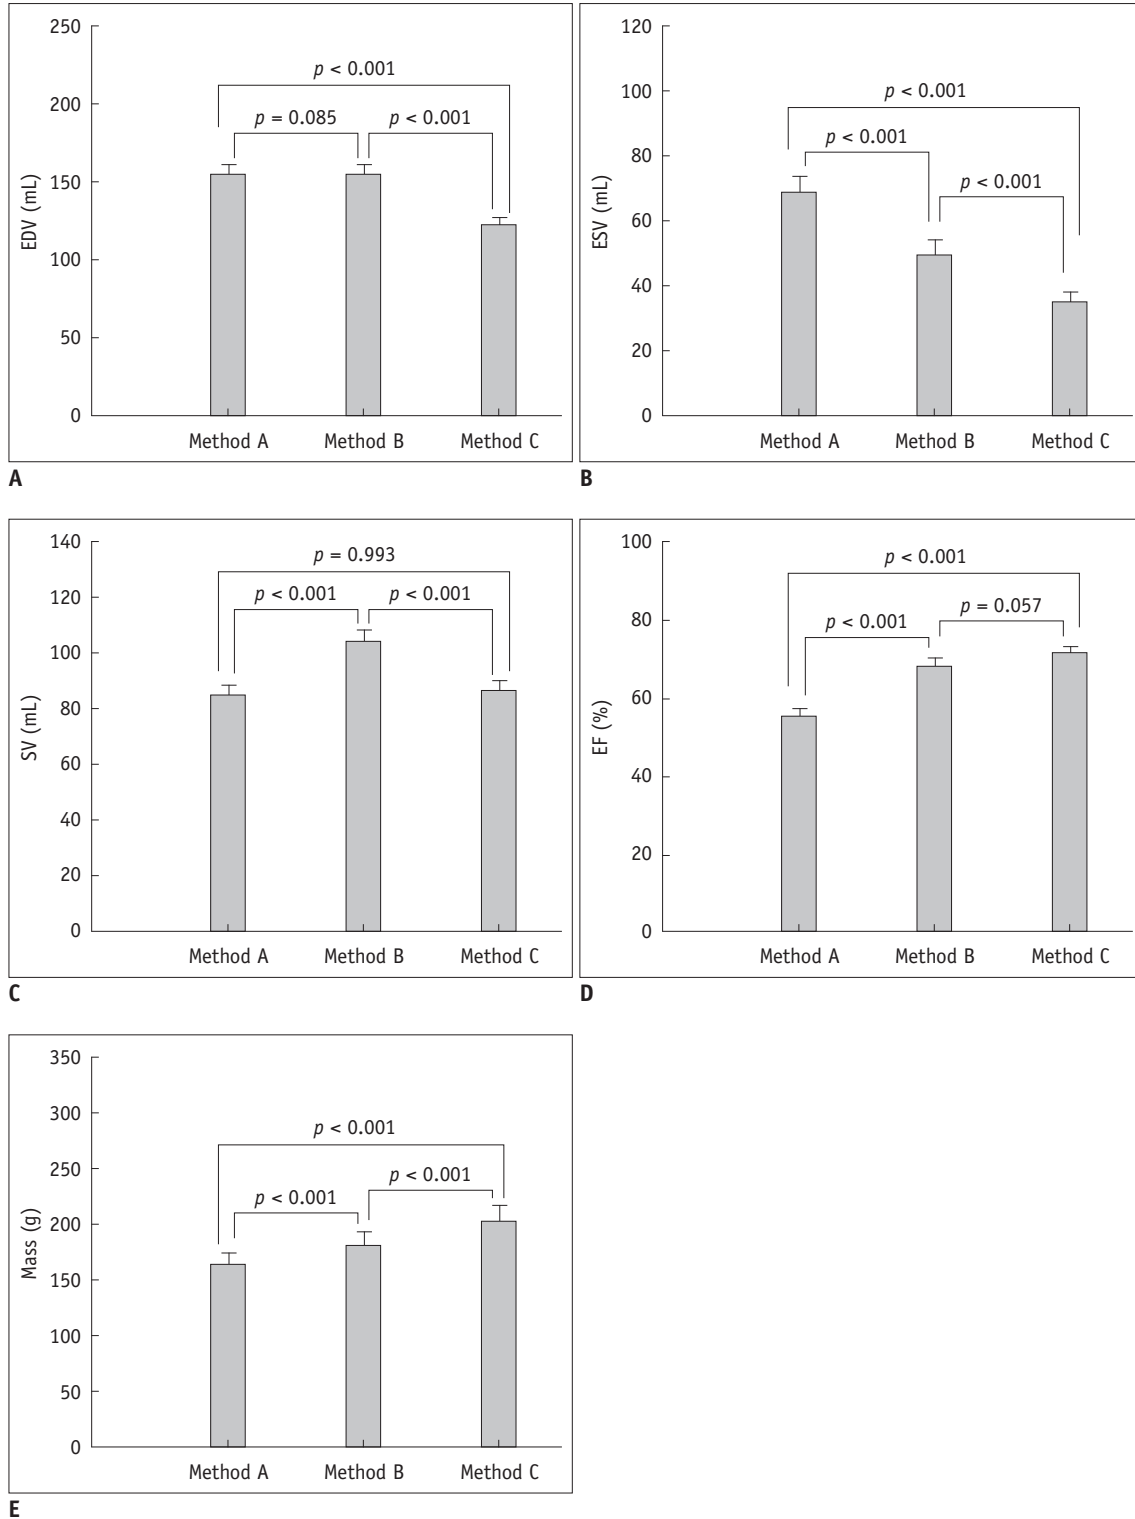 250
200
150
100
50
0
EDV (mL)
p < 0.001
p = 0.085
p < 0.001
Method A
Method B
Method C
A
120
100
80
60
40
20
0
ESV (mL)
p < 0.001
p < 0.001
p < 0.001
Method A
Method B
Method C
B
140
120
100
80
60
40
20
0
SV (mL)
p = 0.993
p < 0.001
p < 0.001
Method A
Method B
Method C
C
100
80
60
40
20
0
EF (%)
p < 0.001
p < 0.001
p = 0.057
Method A
Method B
Method C
D
350
300
250
200
150
100
50
0
Mass (g)
p < 0.001
p < 0.001
p < 0.001
Method A
Method B
Method C
E